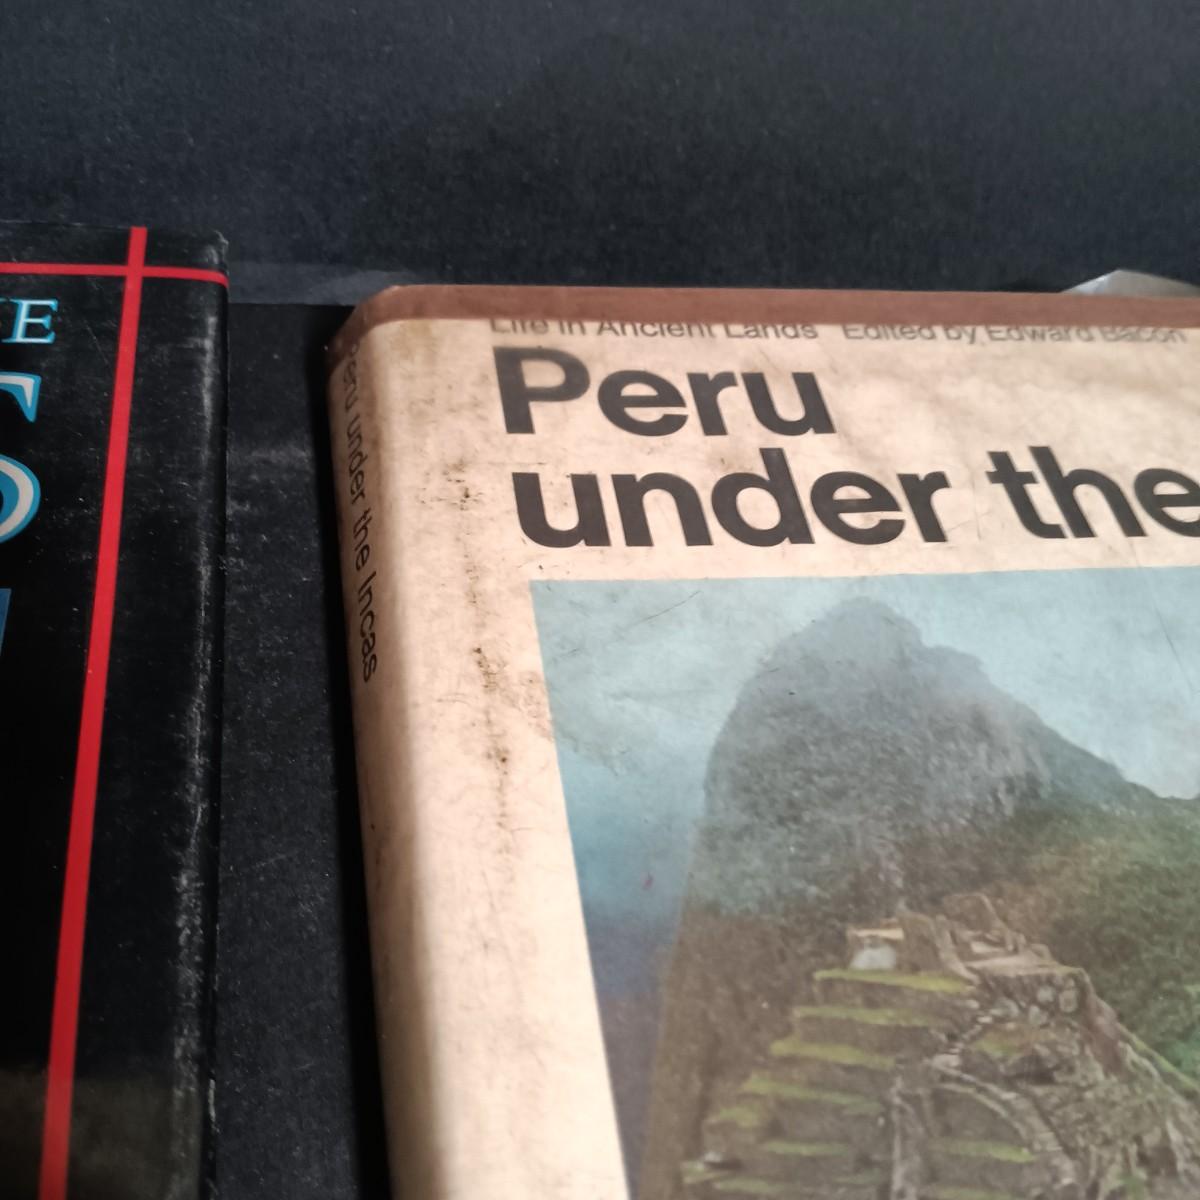 Life in Ancient Lands Edited by Edward Bacon
Peru
under the
Peru under the Incas